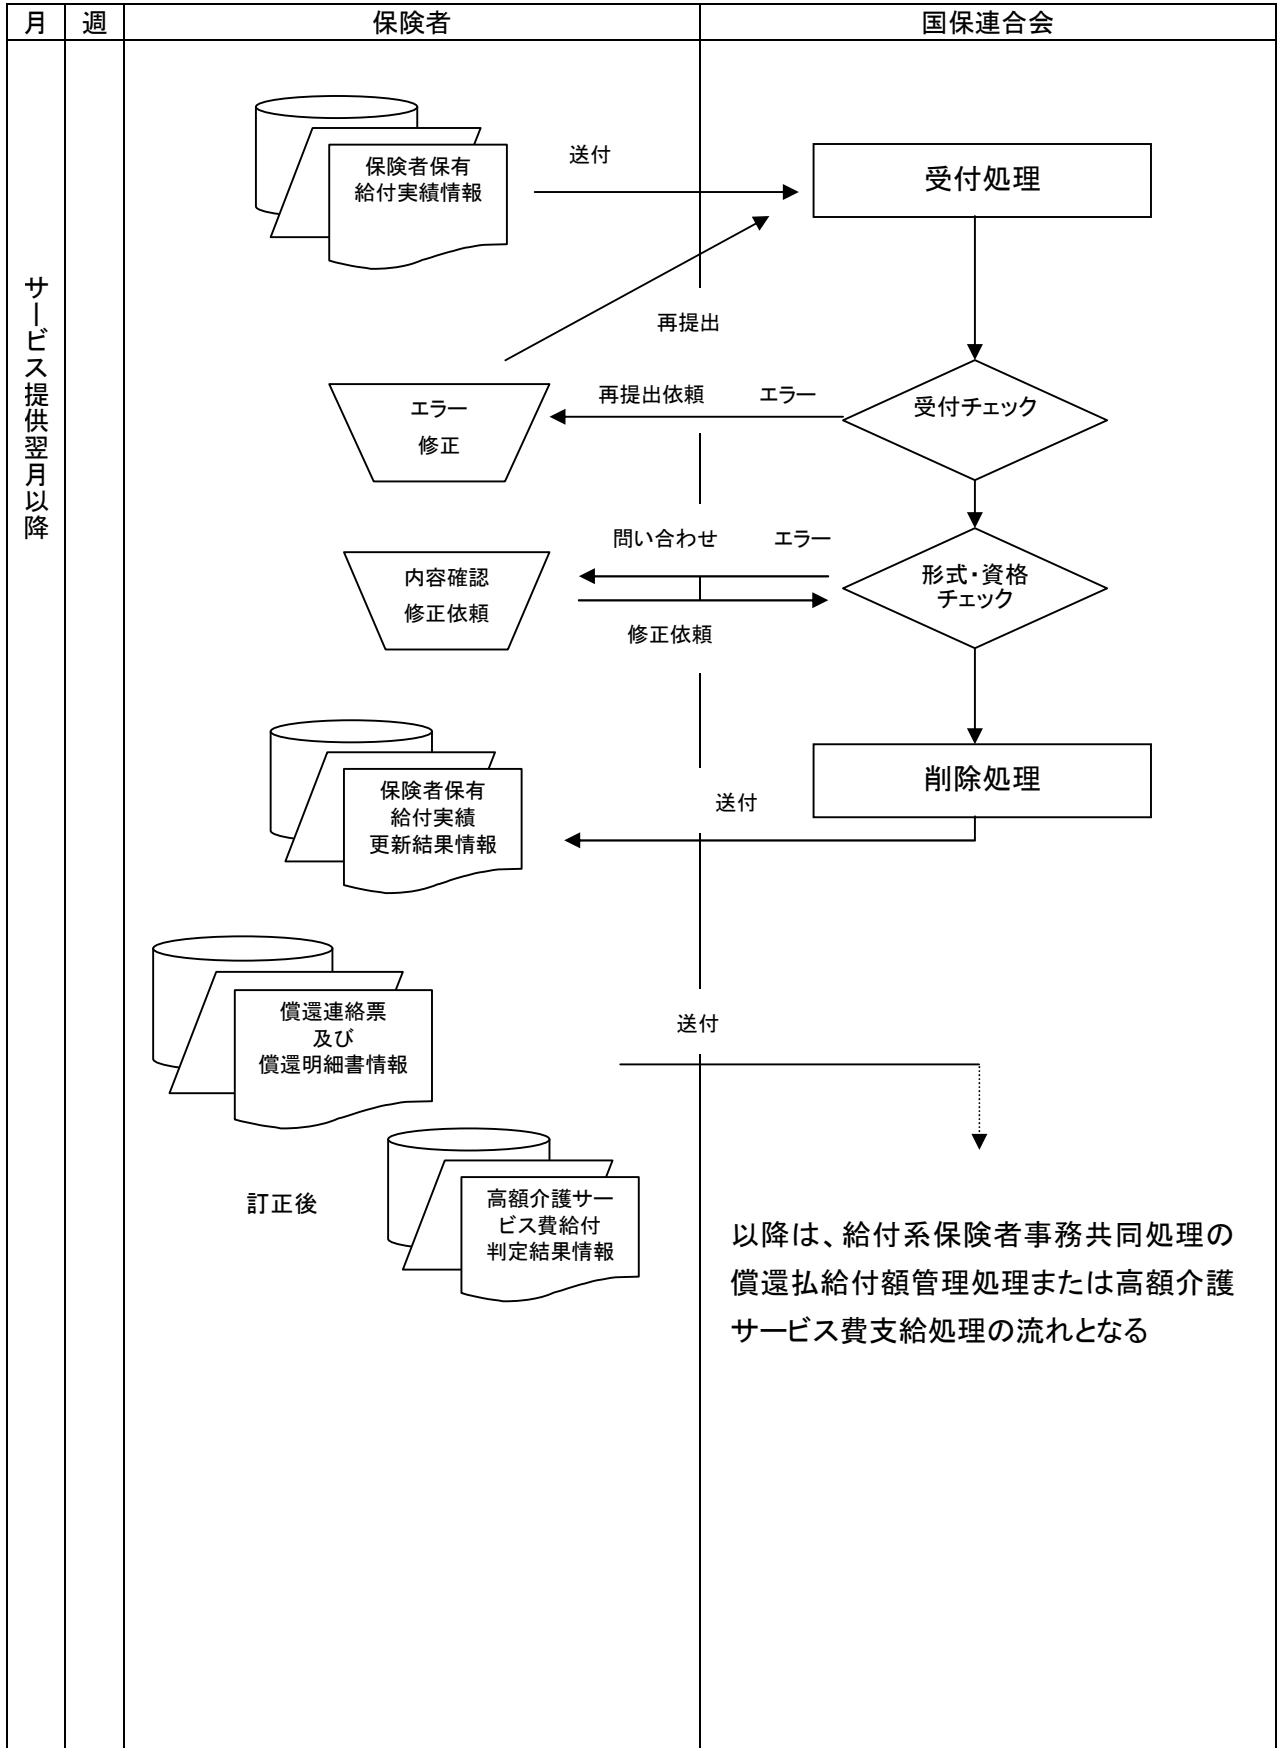 月
週
保険者
国保連合会
サービス提供翌月以降
保険者保有
給付実績情報
送付
受付処理
再提出
エラー
修正
再提出依頼
エラー
受付チェック
問い合わせ
エラー
内容確認
修正依頼
形式・資格
チェック
修正依頼
保険者保有
給付実績
更新結果情報
送付
削除処理
償還連絡票
及び
償還明細書情報
送付
訂正後
高額介護サー
ビス費給付
判定結果情報
以降は、給付系保険者事務共同処理の
償還払給付額管理処理または高額介護
サービス費支給処理の流れとなる